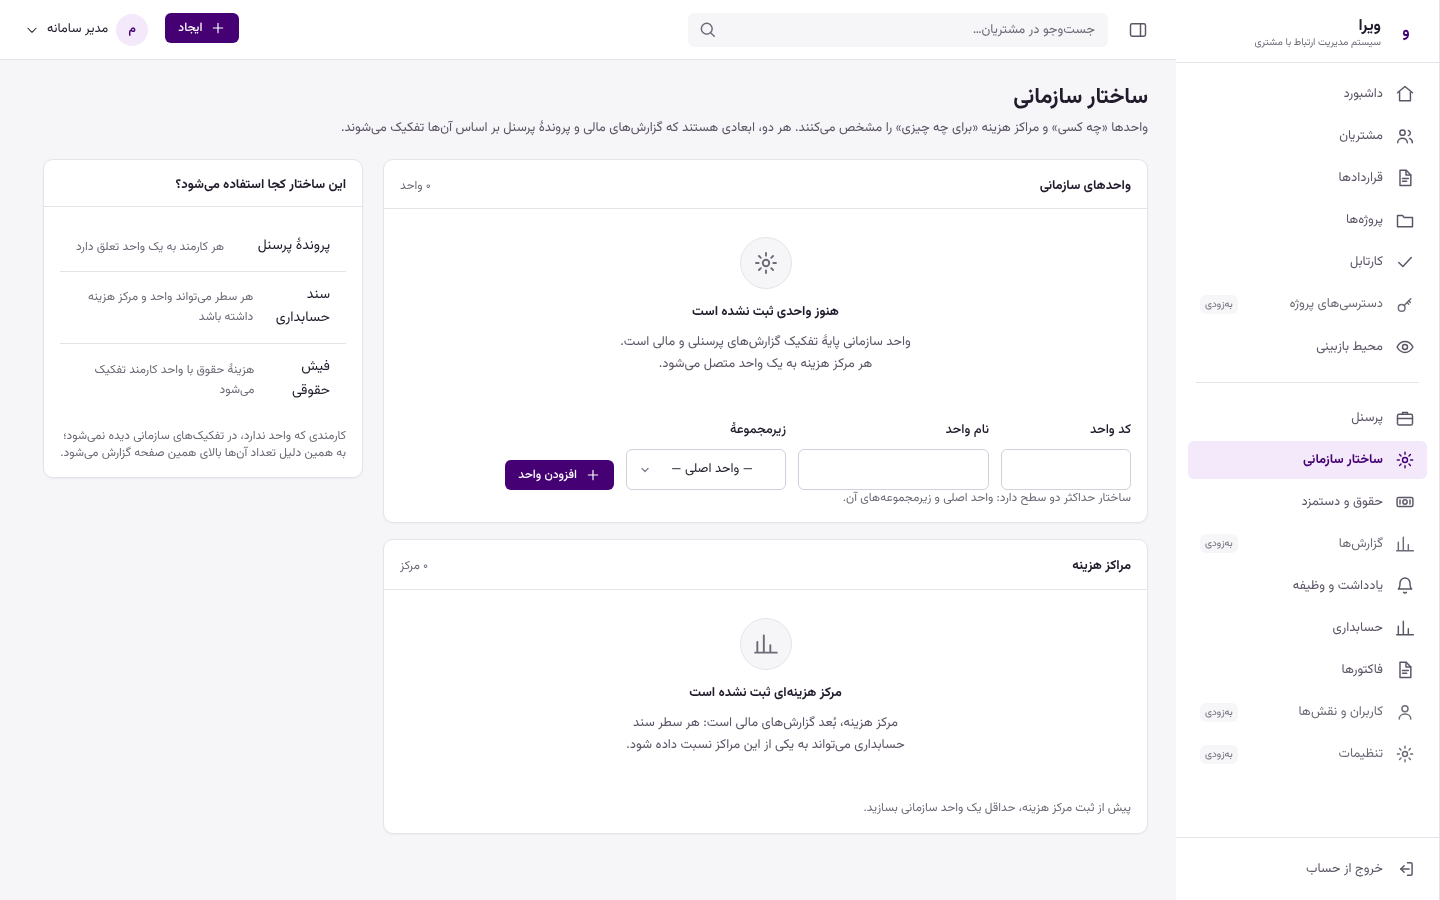 و
ویرا
سیستم مدیریت ارتباط با مشتری
داشبورد
مشتریان
قراردادها
پروژه‌ها
کارتابل
دسترسی‌های پروژه
به‌زودی
محیط بازبینی
پرسنل
ساختار سازمانی
حقوق و دستمزد
گزارش‌ها
به‌زودی
یادداشت و وظیفه
حسابداری
فاکتورها
کاربران و نقش‌ها
به‌زودی
تنظیمات
به‌زودی
خروج از حساب
جست‌وجو در مشتریان...
ایجاد
م
مدیر سامانه
ساختار سازمانی
واحدها «چه کسی» و مراکز هزینه «برای چه چیزی» را مشخص می‌کنند. هر دو، ابعادی هستند که گزارش‌های مالی و پروندهٔ پرسنل بر اساس آن‌ها تفکیک می‌شوند.
واحدهای سازمانی
۰ واحد
هنوز واحدی ثبت نشده است
واحد سازمانی پایهٔ تفکیک گزارش‌های پرسنلی و مالی است.
هر مرکز هزینه به یک واحد متصل می‌شود.
کد واحد
نام واحد
زیرمجموعهٔ
— واحد اصلی —
افزودن واحد
ساختار حداکثر دو سطح دارد: واحد اصلی و زیرمجموعه‌های آن.
مراکز هزینه
۰ مرکز
مرکز هزینه‌ای ثبت نشده است
مرکز هزینه، بُعد گزارش‌های مالی است: هر سطر سند
حسابداری می‌تواند به یکی از این مراکز نسبت داده شود.
پیش از ثبت مرکز هزینه، حداقل یک واحد سازمانی بسازید.
این ساختار کجا استفاده می‌شود؟
پروندهٔ پرسنل
هر کارمند به یک واحد تعلق دارد
سند
حسابداری
هر سطر می‌تواند واحد و مرکز هزینه
داشته باشد
فیش
حقوقی
هزینهٔ حقوق با واحد کارمند تفکیک
می‌شود
کارمندی که واحد ندارد، در تفکیک‌های سازمانی دیده نمی‌شود؛
به همین دلیل تعداد آن‌ها بالای همین صفحه گزارش می‌شود.